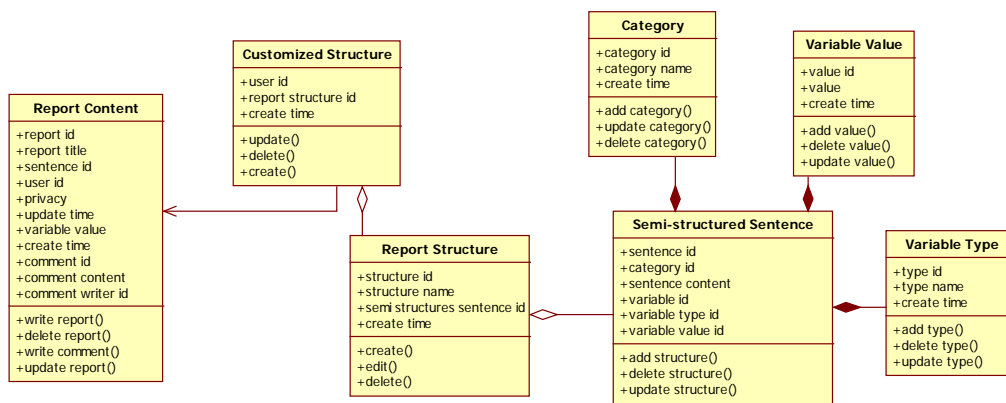 Report Content
+report id
+report title
+sentence id
+user id
+privacy
+update time
+variable value
+create time
+comment id
+comment content
+comment writer id
+write report()
+delete report()
+write comment()
+update report()
Customized Structure
+user id
+report structure id
+create time
+update()
+delete()
+create()
Report Structure
+structure id
+structure name
+semi structures sentence id
+create time
+create()
+edit()
+delete()
Category
+category id
+category name
+create time
+add category()
+update category()
+delete category()
Variable Value
+value id
+value
+create time
+add value()
+delete value()
+update value()
Semi-structured Sentence
+sentence id
+category id
+sentence content
+variable id
+variable type id
+variable value id
+add structure()
+delete structure()
+update structure()
Variable Type
+type id
+type name
+create time
+add type()
+delete type()
+update type()